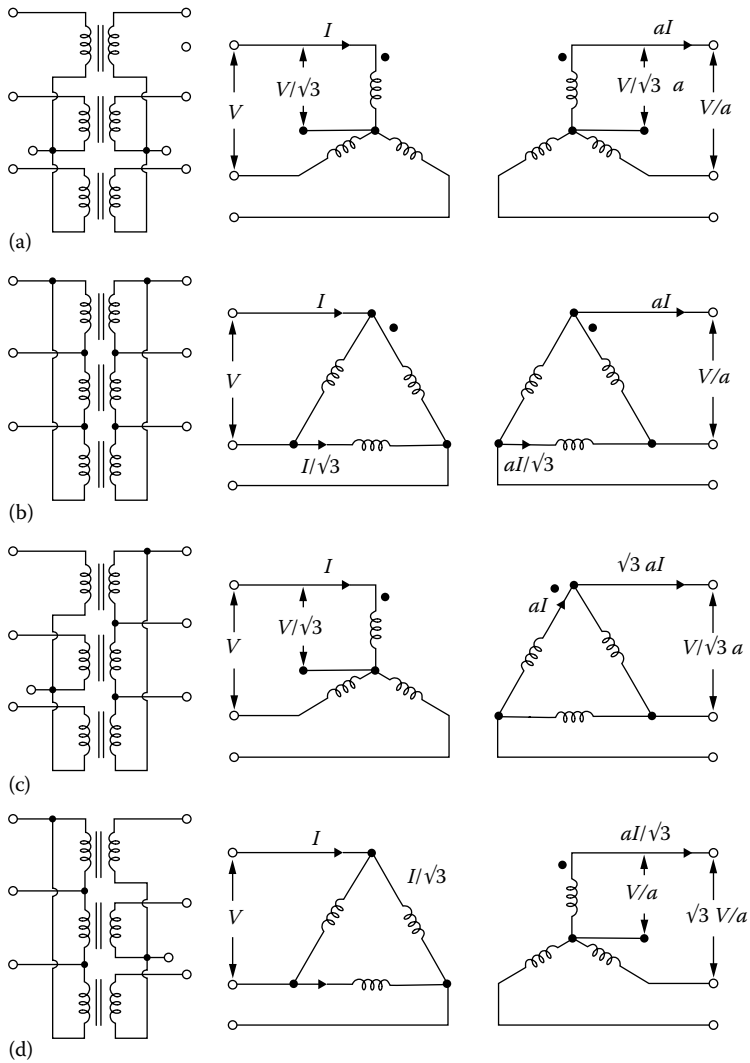 I
aI
V/√3
V/√3 a
V
V/a
(a)
I
aI
V
V/a
I/√3
aI/√3
(b)
I
√3 aI
aI
V/√3
V
V/√3 a
(c)
I
aI/√3
I/√3
V/a
V
√3 V/a
(d)